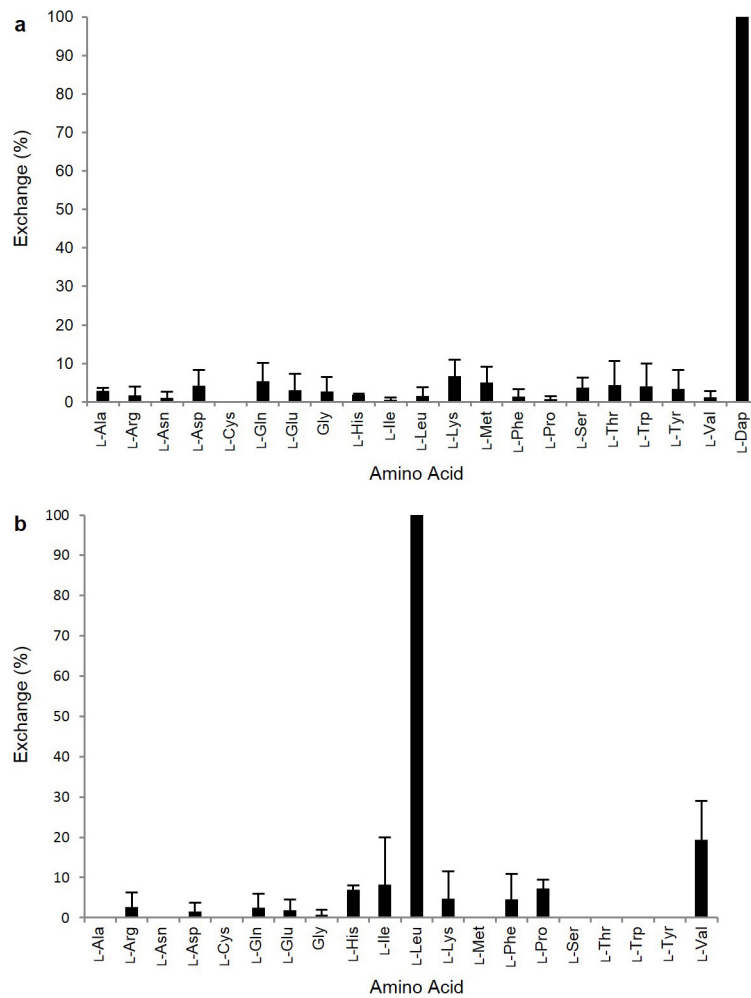 a
100
90
80
70
60
50
40
30
20
10
0
Exchange (%)
L-Ala
L-Arg
L-Asn
L-Asp
L-Cys
L-Gln
L-Glu
Gly
L-His
L-Ile
L-Leu
L-Lys
L-Met
L-Phe
L-Pro
L-Ser
L-Thr
L-Trp
L-Tyr
L-Val
L-Dap
Amino Acid
b
100
90
80
70
60
50
40
30
20
10
0
Exchange (%)
L-Ala
L-Arg
L-Asn
L-Asp
L-Cys
L-Gln
L-Glu
Gly
L-His
L-Ile
L-Leu
L-Lys
L-Met
L-Phe
L-Pro
L-Ser
L-Thr
L-Trp
L-Tyr
L-Val
Amino Acid